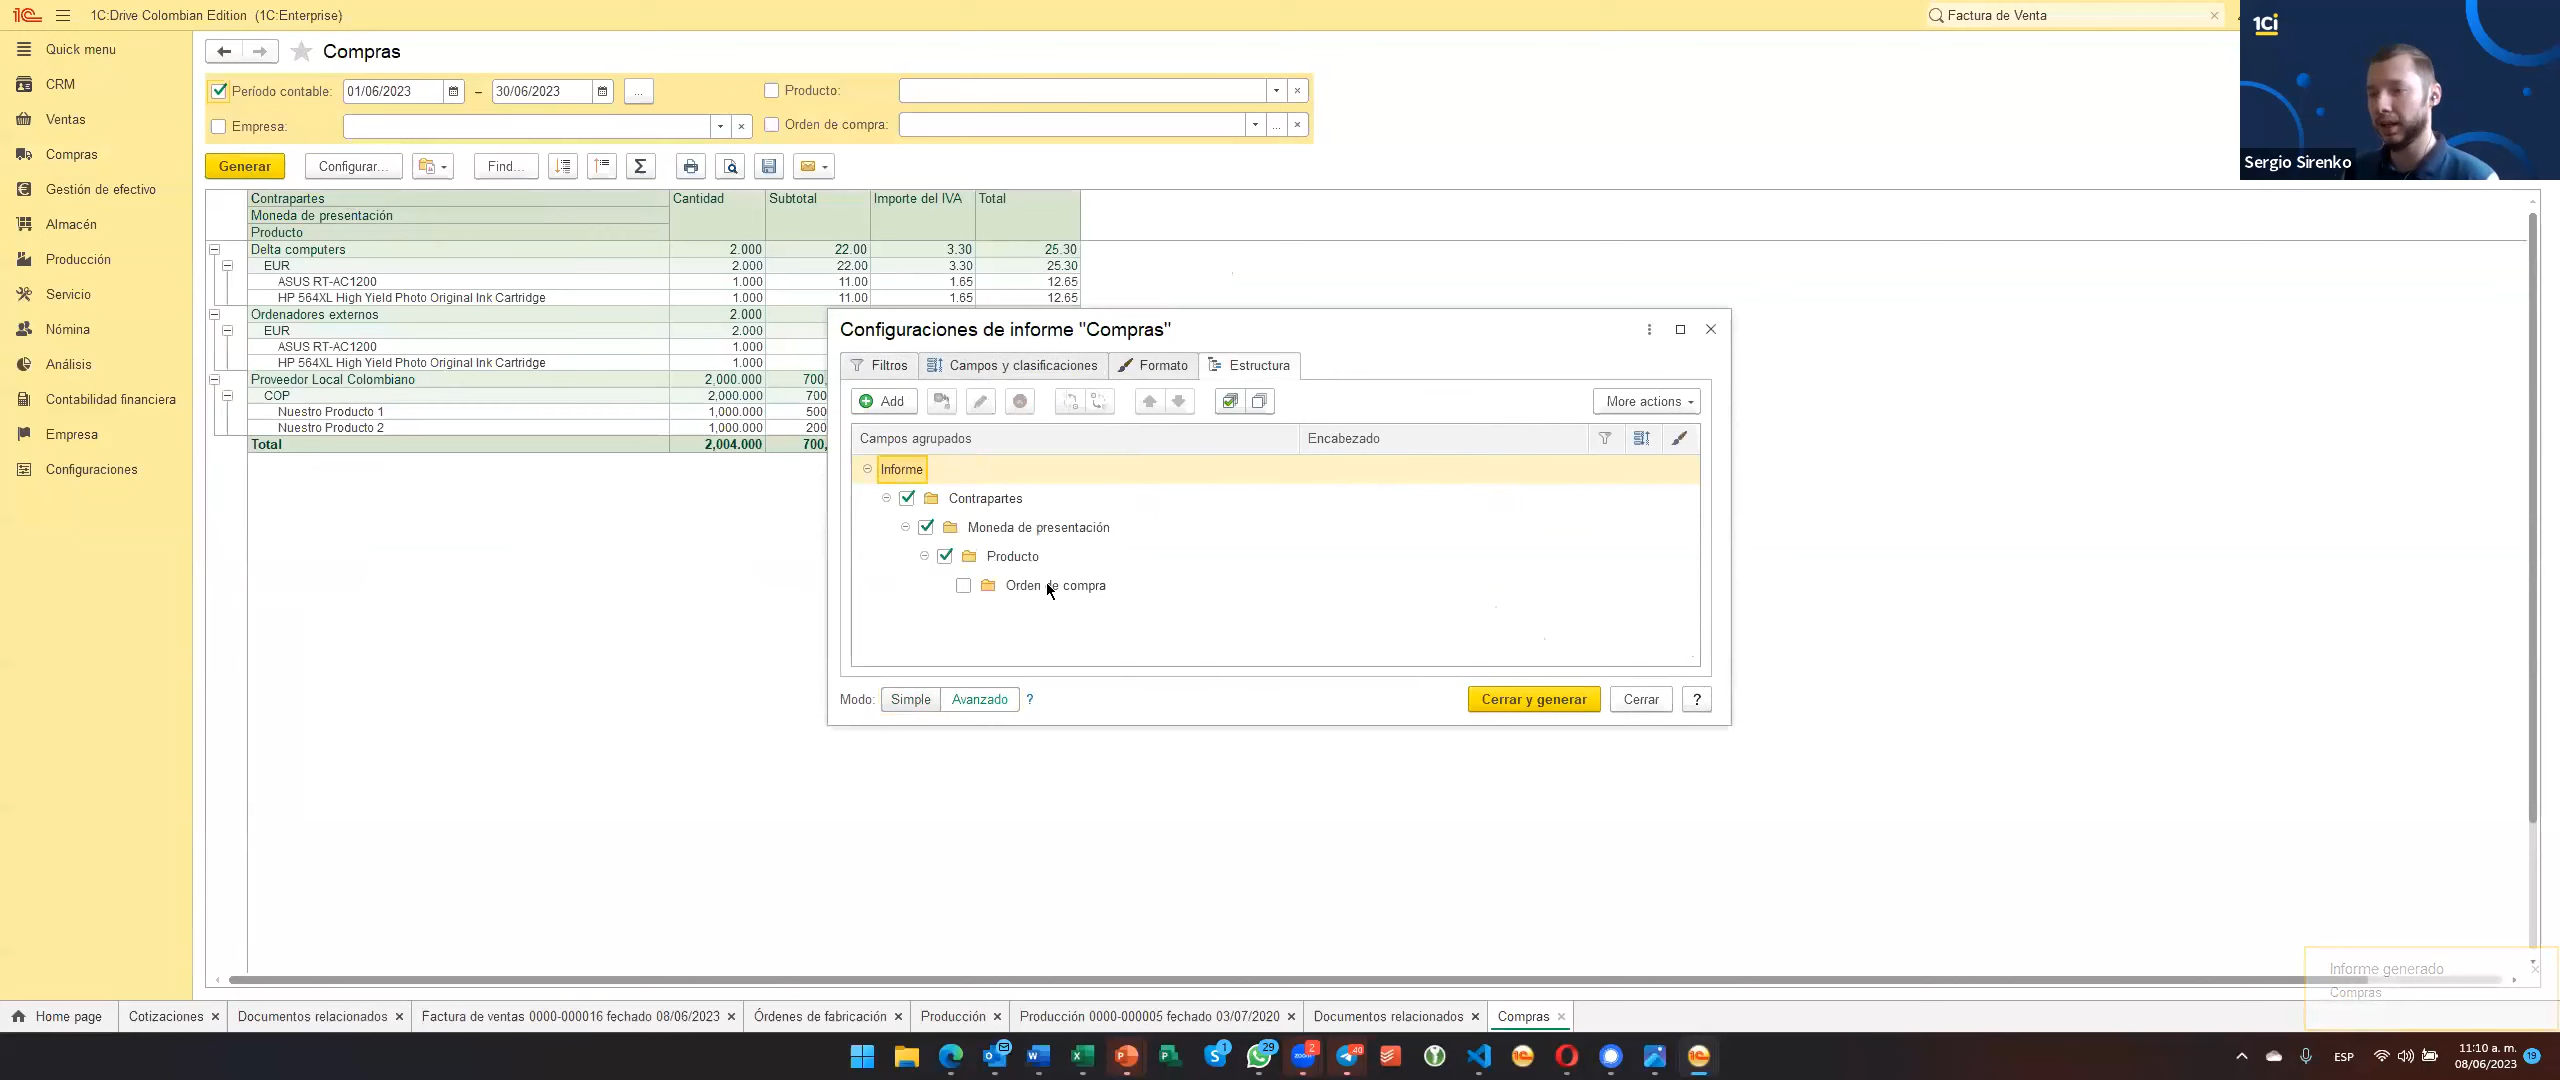 1C:Drive Colombian Edition (1C:Enterprise)
Factura de Venta
1Ci
Sergio Sirenko
Quick menu
CRM
Ventas
Compras
Gestión de efectivo
Almacén
Producción
Servicio
Nómina
Análisis
Contabilidad financiera
Empresa
Configuraciones
Compras
Período contable: 01/06/2023 – 30/06/2023 ...
Producto:
Empresa:
Orden de compra: ...
Generar Configurar... Find...
Contrapartes Cantidad Subtotal Importe del IVA Total
Moneda de presentación
Producto
Delta computers 2.000 22.00 3.30 25.30
EUR 2.000 22.00 3.30 25.30
ASUS RT-AC1200 1.000 11.00 1.65 12.65
HP 564XL High Yield Photo Original Ink Cartridge 1.000 11.00 1.65 12.65
Ordenadores externos 2.000
EUR 2.000
ASUS RT-AC1200 1.000
HP 564XL High Yield Photo Original Ink Cartridge 1.000
Proveedor Local Colombiano 2,000.000 700,
COP 2,000.000 700
Nuestro Producto 1 1,000.000 500
Nuestro Producto 2 1,000.000 200
Total 2,004.000 700,
Configuraciones de informe "Compras"
Filtros Campos y clasificaciones Formato Estructura
Add More actions
Campos agrupados Encabezado
Informe
Contrapartes
Moneda de presentación
Producto
Orden de compra
Modo: Simple Avanzado ? Cerrar y generar Cerrar ?
Informe generado
Compras
Home page Cotizaciones Documentos relacionados Factura de ventas 0000-000016 fechado 08/06/2023 Órdenes de fabricación Producción Producción 0000-000005 fechado 03/07/2020 Documentos relacionados Compras
1 29 2 40
ESP 11:10 a. m. 19
08/06/2023